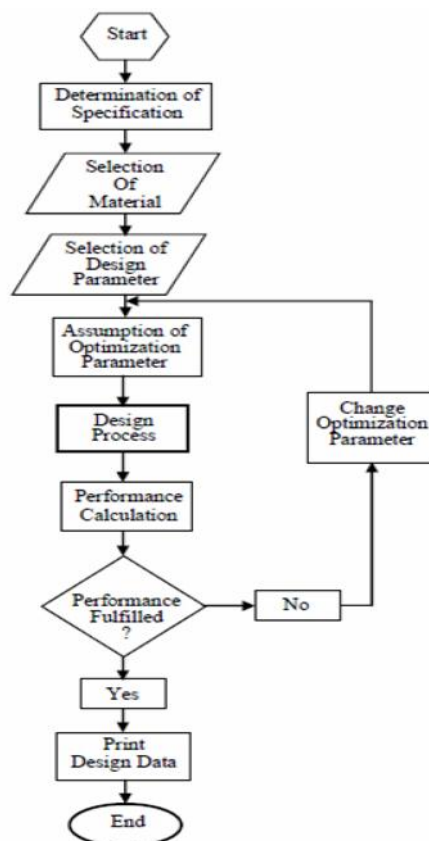 Start
Determination of
Specification
Selection
Of
Material
Selection of
Design
Parameter
Assumption of
Optimization
Parameter
Design
Process
Change
Optimization
Parameter
Performance
Calculation
Performance
Fulfilled
?
No
Yes
Print
Design Data
End